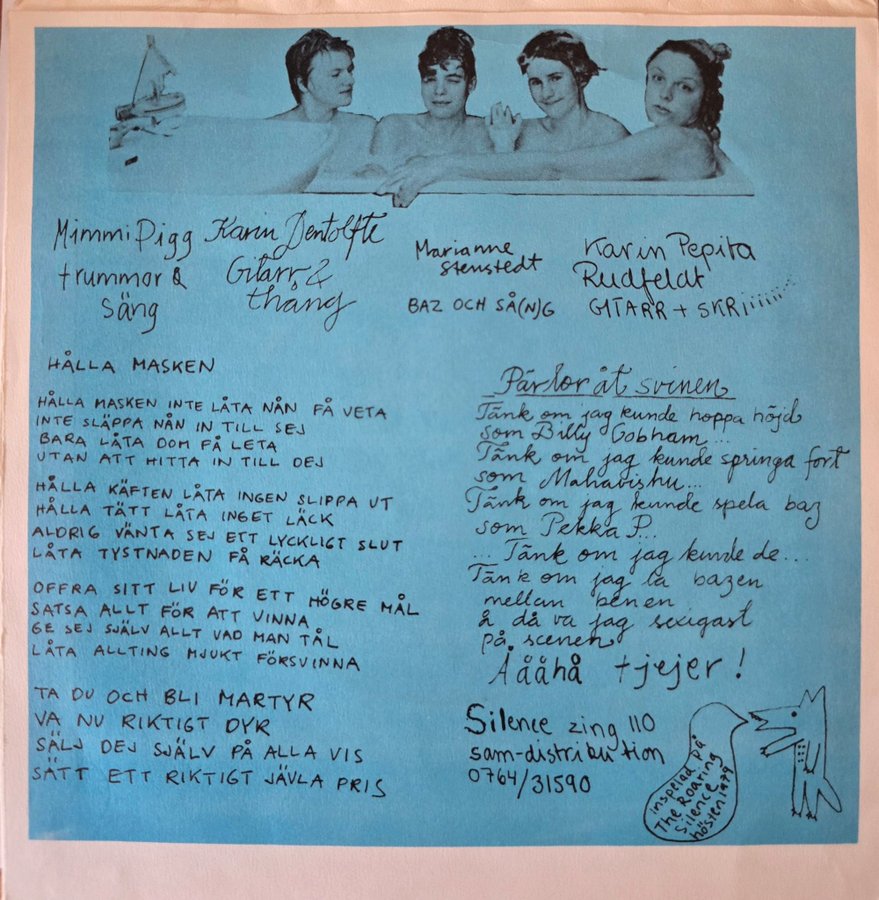 Mimmi Pigg
trummor &
Säng
Karin Dentolfte
Gitarr &
thång
Marianne
Stenstedt
BAZ OCH SÅ(N)G
Karin Pepita
Rudfeldt
GITARR + SKRiiiiii
HÅLLA MASKEN
HÅLLA MASKEN INTE LÅTA NÅN FÅ VETA
INTE SLÄPPA NÅN IN TILL SEJ
BARA LÅTA DOM FÅ LETA
UTAN ATT HITTA IN TILL DEJ
HÅLLA KÄFTEN LÅTA INGEN SLIPPA UT
HÅLLA TÄTT LÅTA INGET LÄCK
ALDRIG VÄNTA SEJ ETT LYCKLIGT SLUT
LÅTA TYSTNADEN FÅ RÄCKA
OFFRA SITT LIV FÖR ETT HÖGRE MÅL
SATSA ALLT FÖR ATT VINNA
GE SEJ SJÄLV ALLT VAD MAN TÅL
LÅTA ALLTING MJUKT FÖRSVINNA
TA DU OCH BLI MARTYR
VA NU RIKTIGT DYR
SÄLJ DEJ SJÄLV PÅ ALLA VIS
SÄTT ETT RIKTIGT JÄVLA PRIS
Pärlor åt svinen
Tänk om jag kunde hoppa höjd
som Billy Cobham...
Tänk om jag kunde springa fort
som Mahavishu...
Tänk om jag kunde spela baz
som Pekka P...
... Tänk om jag kunde de...
Tänk om jag la bazen
mellan benen
å då va jag sexigast
på scenen
Åååhå tjejer!
Silence zing 110
sam-distribution
0764/31590
inspelad på
The Roaring
Silence
hösten 1979